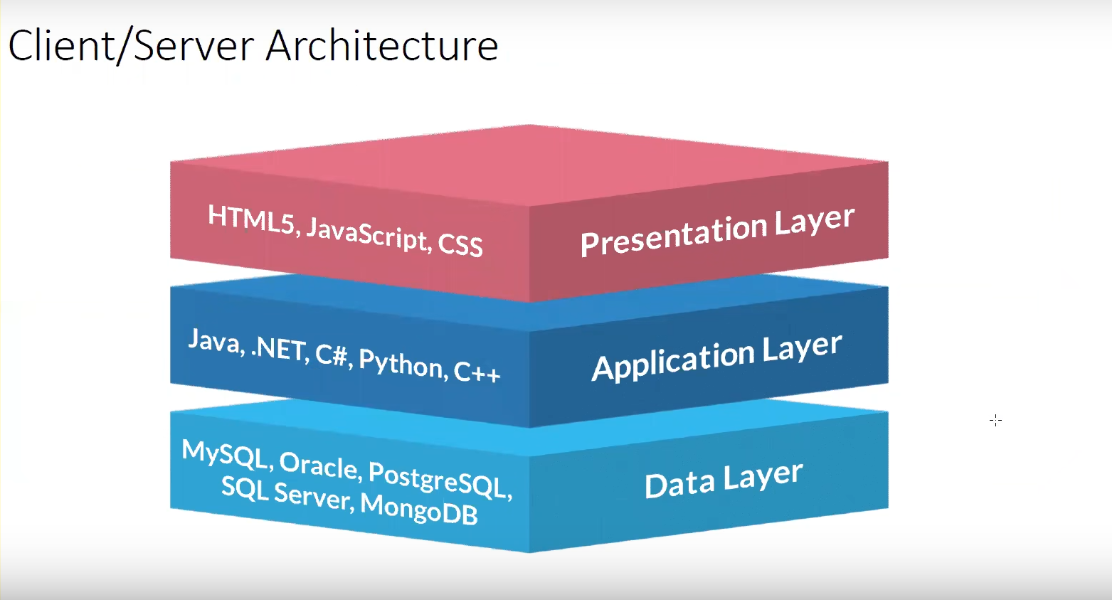 Client/Server Architecture
HTML5, JavaScript, CSS
Presentation Layer
Java, .NET, C#, Python, C++
Application Layer
MySQL, Oracle, PostgreSQL,
SQL Server, MongoDB
Data Layer